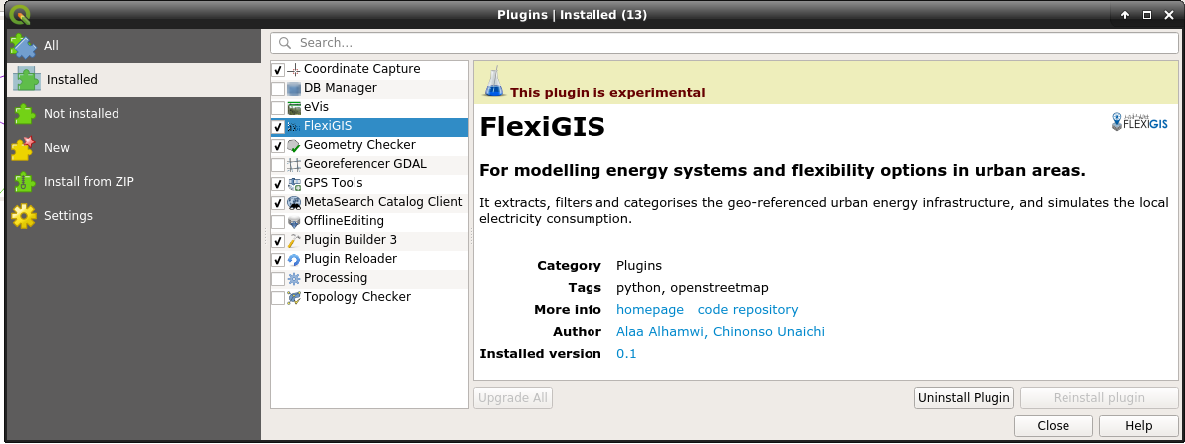 Plugins | Installed (13)
All
Installed
Not installed
New
Install from ZIP
Settings
Search...
Coordinate Capture
DB Manager
eVis
FlexiGIS
Geometry Checker
Georeferencer GDAL
GPS Tools
MetaSearch Catalog Client
OfflineEditing
Plugin Builder 3
Plugin Reloader
Processing
Topology Checker
This plugin is experimental
FlexiGIS
FLEXIGIS
For modelling energy systems and flexibility options in urban areas.
It extracts, filters and categorises the geo-referenced urban energy infrastructure, and simulates the local
electricity consumption.
Category Plugins
Tags python, openstreetmap
More info homepage code repository
Author Alaa Alhamwi, Chinonso Unaichi
Installed version 0.1
Upgrade All
Uninstall Plugin
Reinstall plugin
Close
Help